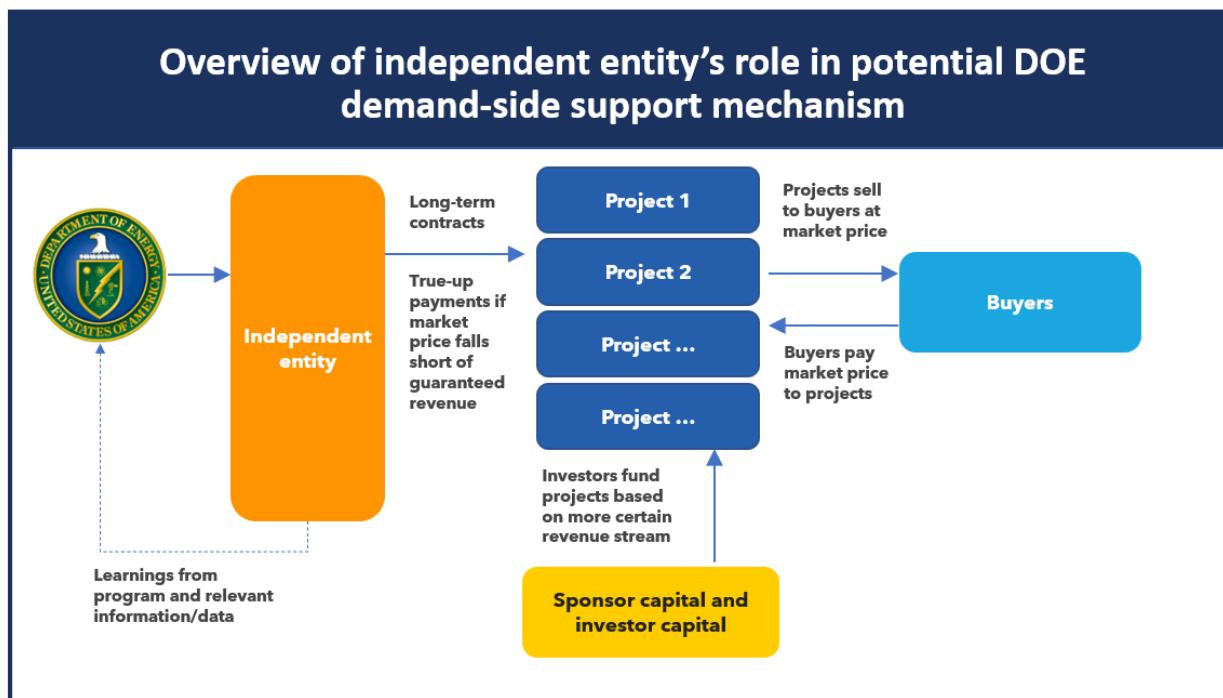 Overview of independent entity’s role in potential DOE
demand-side support mechanism
DEPARTMENT OF ENERGY
UNITED STATES OF AMERICA
Independent
entity
Long-term
contracts
True-up
payments if
market
price falls
short of
guaranteed
revenue
Project 1
Project 2
Project ...
Project ...
Projects sell
to buyers at
market price
Buyers
Buyers pay
market price
to projects
Investors fund
projects based
on more certain
revenue stream
Sponsor capital and
investor capital
Learnings from
program and relevant
information/data